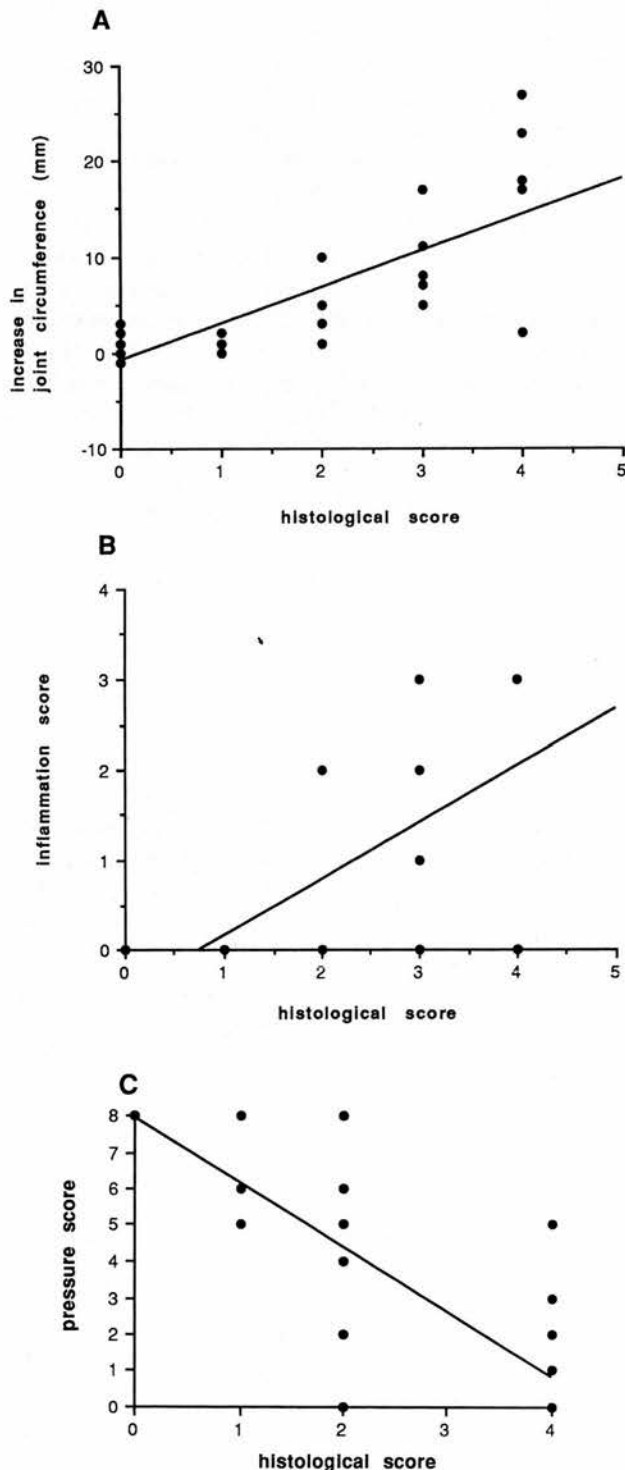 A
30
20
10
0
-10
increase in
joint circumference (mm)
0 1 2 3 4 5
histological score
B
4
3
2
1
0
inflammation score
0 1 2 3 4 5
histological score
C
8
7
6
5
4
3
2
1
0
pressure score
0 1 2 3 4
histological score